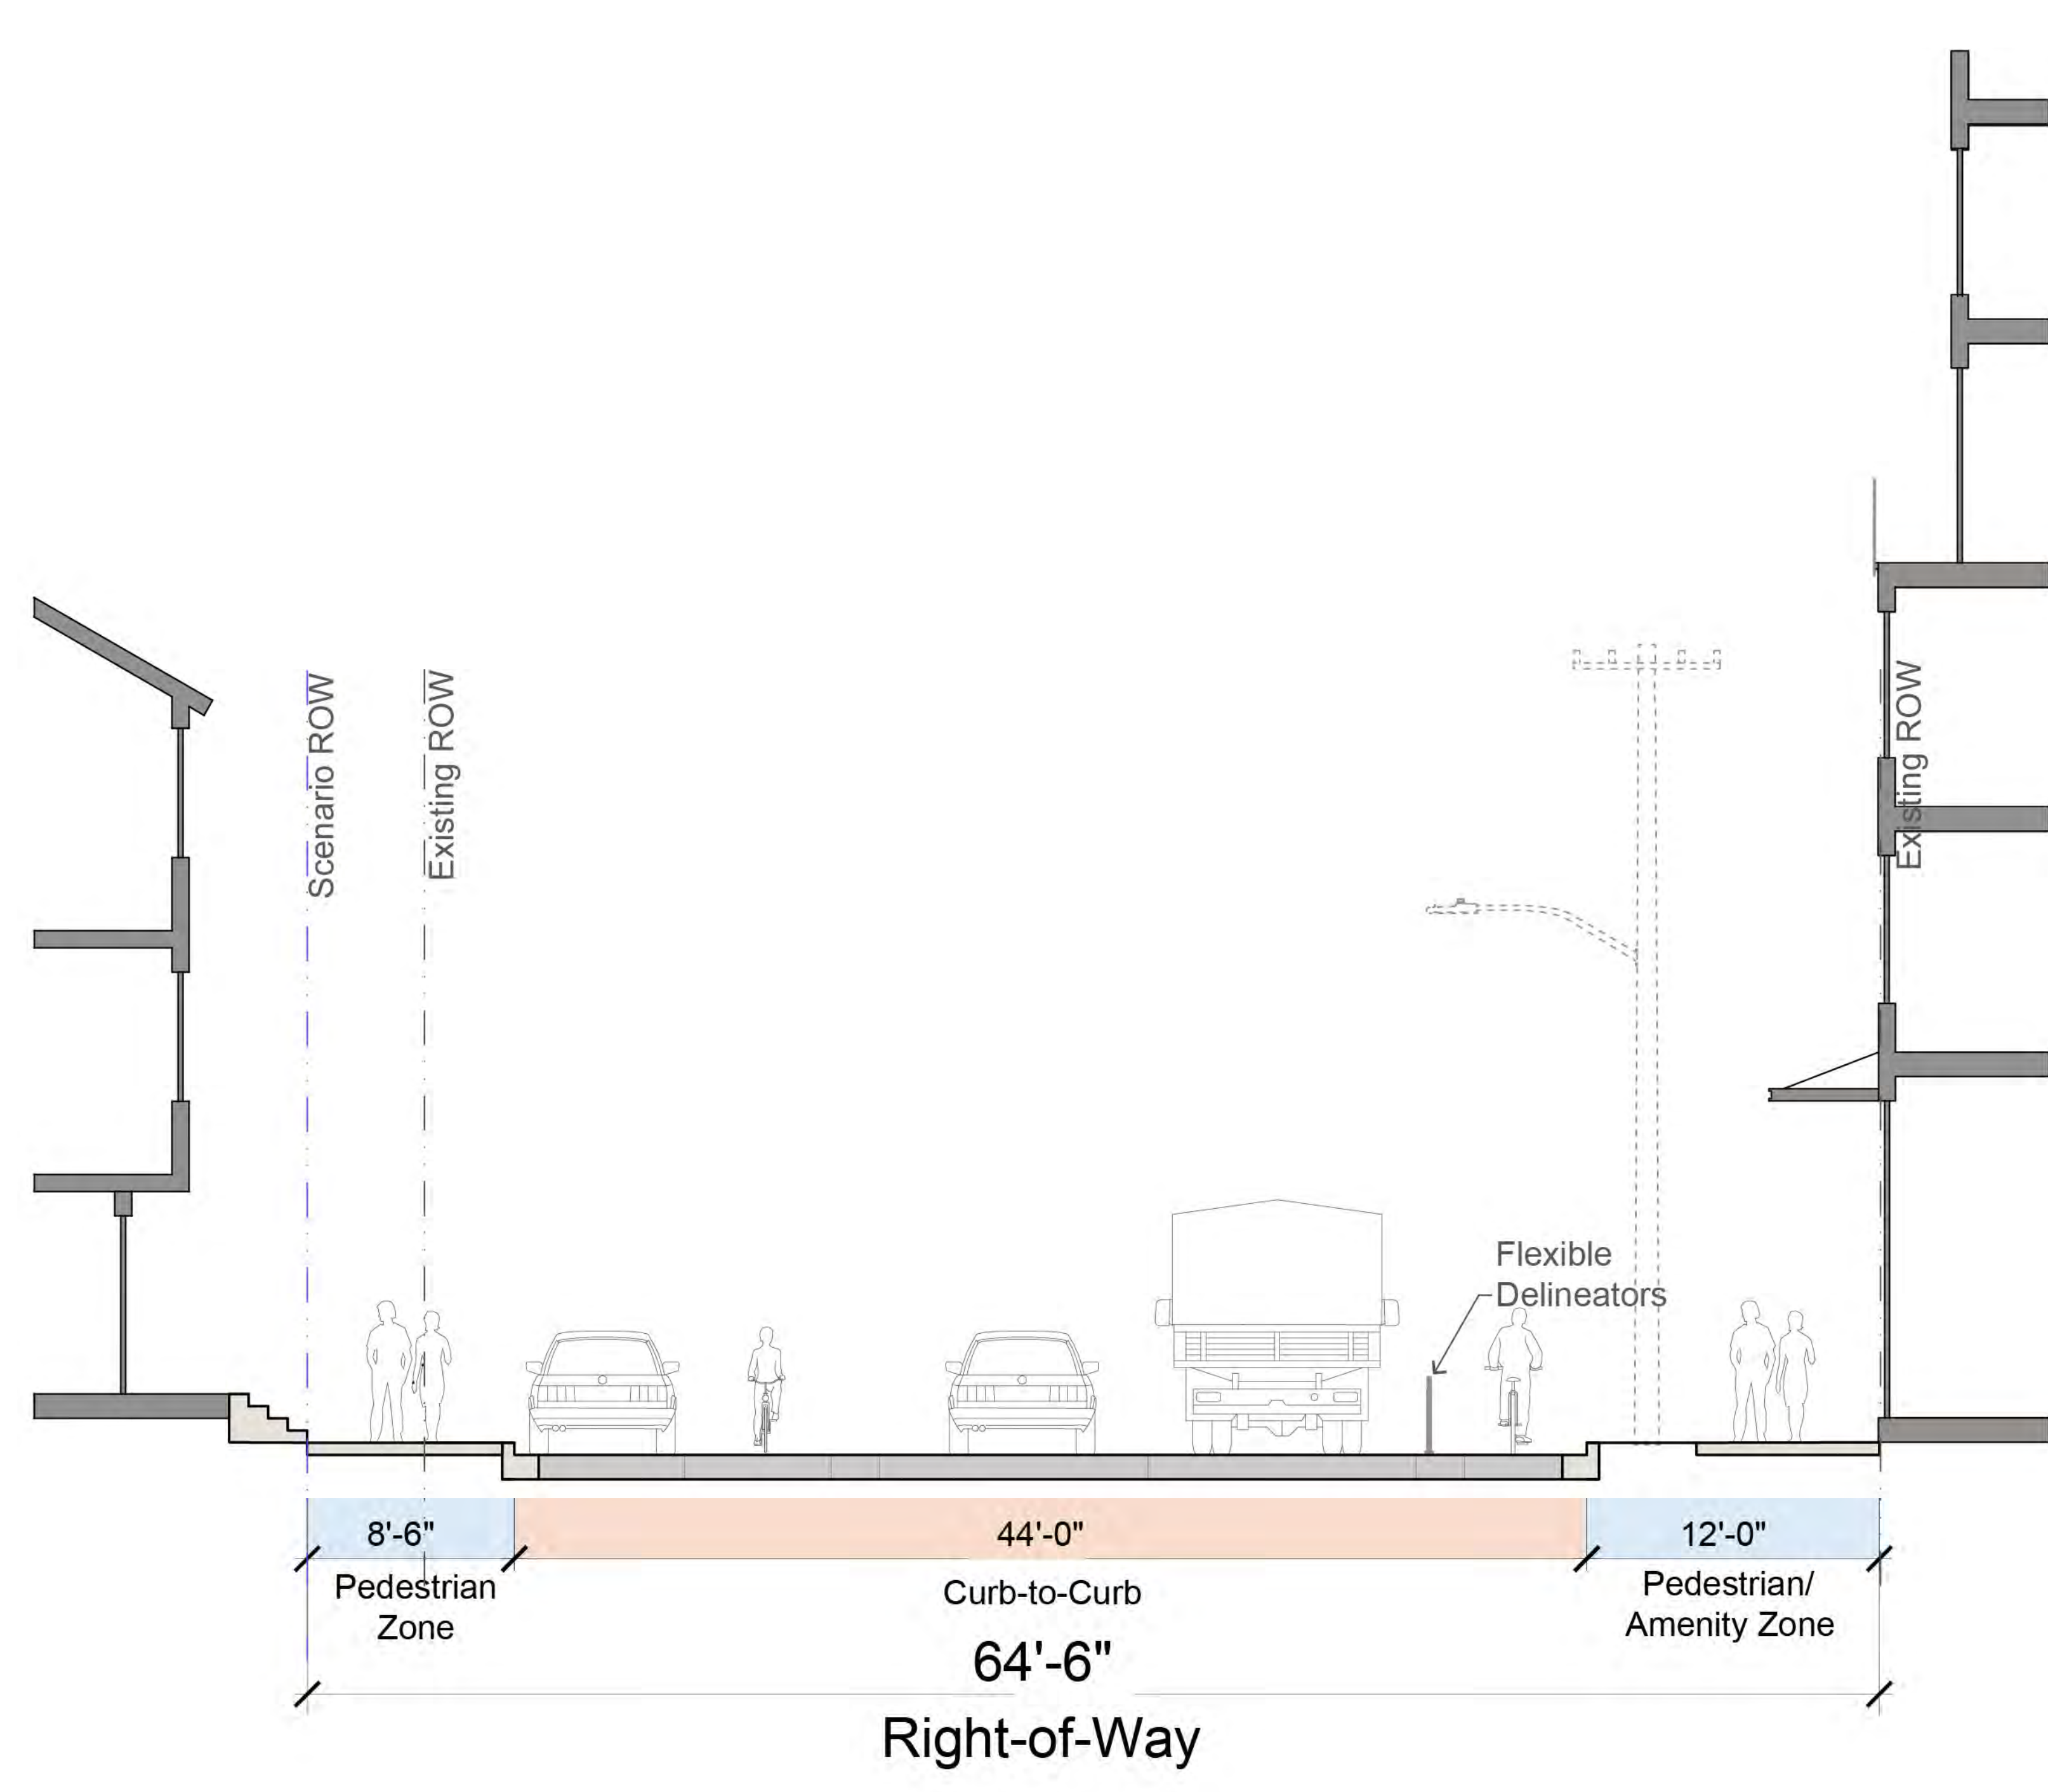 Scenario ROW
Existing ROW
Existing ROW
Flexible
Delineators
8'-6"
44'-0"
12'-0"
Pedestrian
Zone
Curb-to-Curb
Pedestrian/
Amenity Zone
64'-6"
Right-of-Way